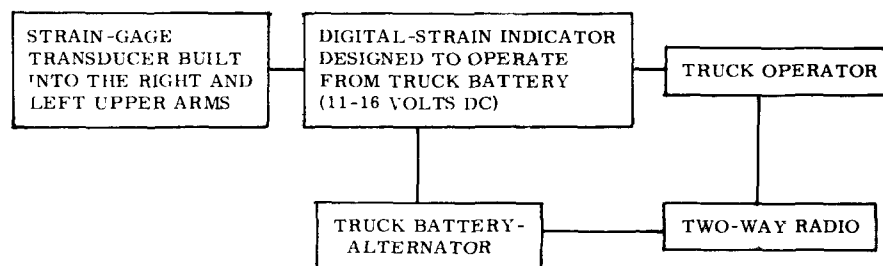 STRAIN-GAGE
TRANSDUCER BUILT
INTO THE RIGHT AND
LEFT UPPER ARMS
DIGITAL-STRAIN INDICATOR
DESIGNED TO OPERATE
FROM TRUCK BATTERY
(11-16 VOLTS DC)
TRUCK OPERATOR
TRUCK BATTERY-
ALTERNATOR
TWO-WAY RADIO